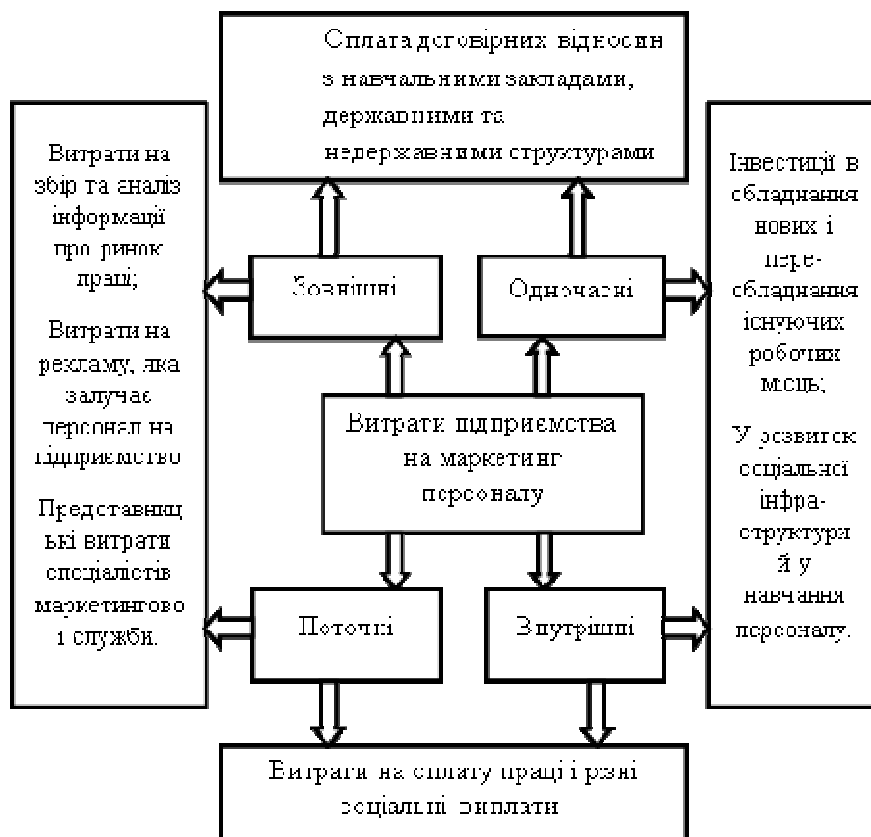 Оплата договірних відносин
з навчальними закладами,
державними та
недержавними структурами
Витрати на
збір та аналіз
інформації
про ринок
праці;
Витрати на
рекламу, яка
залучає
персонал на
підприємство
Представниц
ькі витрати
спеціалістів
маркетингово
ї служби.
Зовнішні
Одночасні
Інвестиції в
обладнання
нових і
пере-
обладнання
існуючих
робочих
місць;
У розвиток
соціальної
інфра-
структури
й у
навчання
персоналу.
Витрати підприємства
на маркетинг
персоналу
Поточні
Внутрішні
Витрати на оплату праці і різні
соціальні виплати